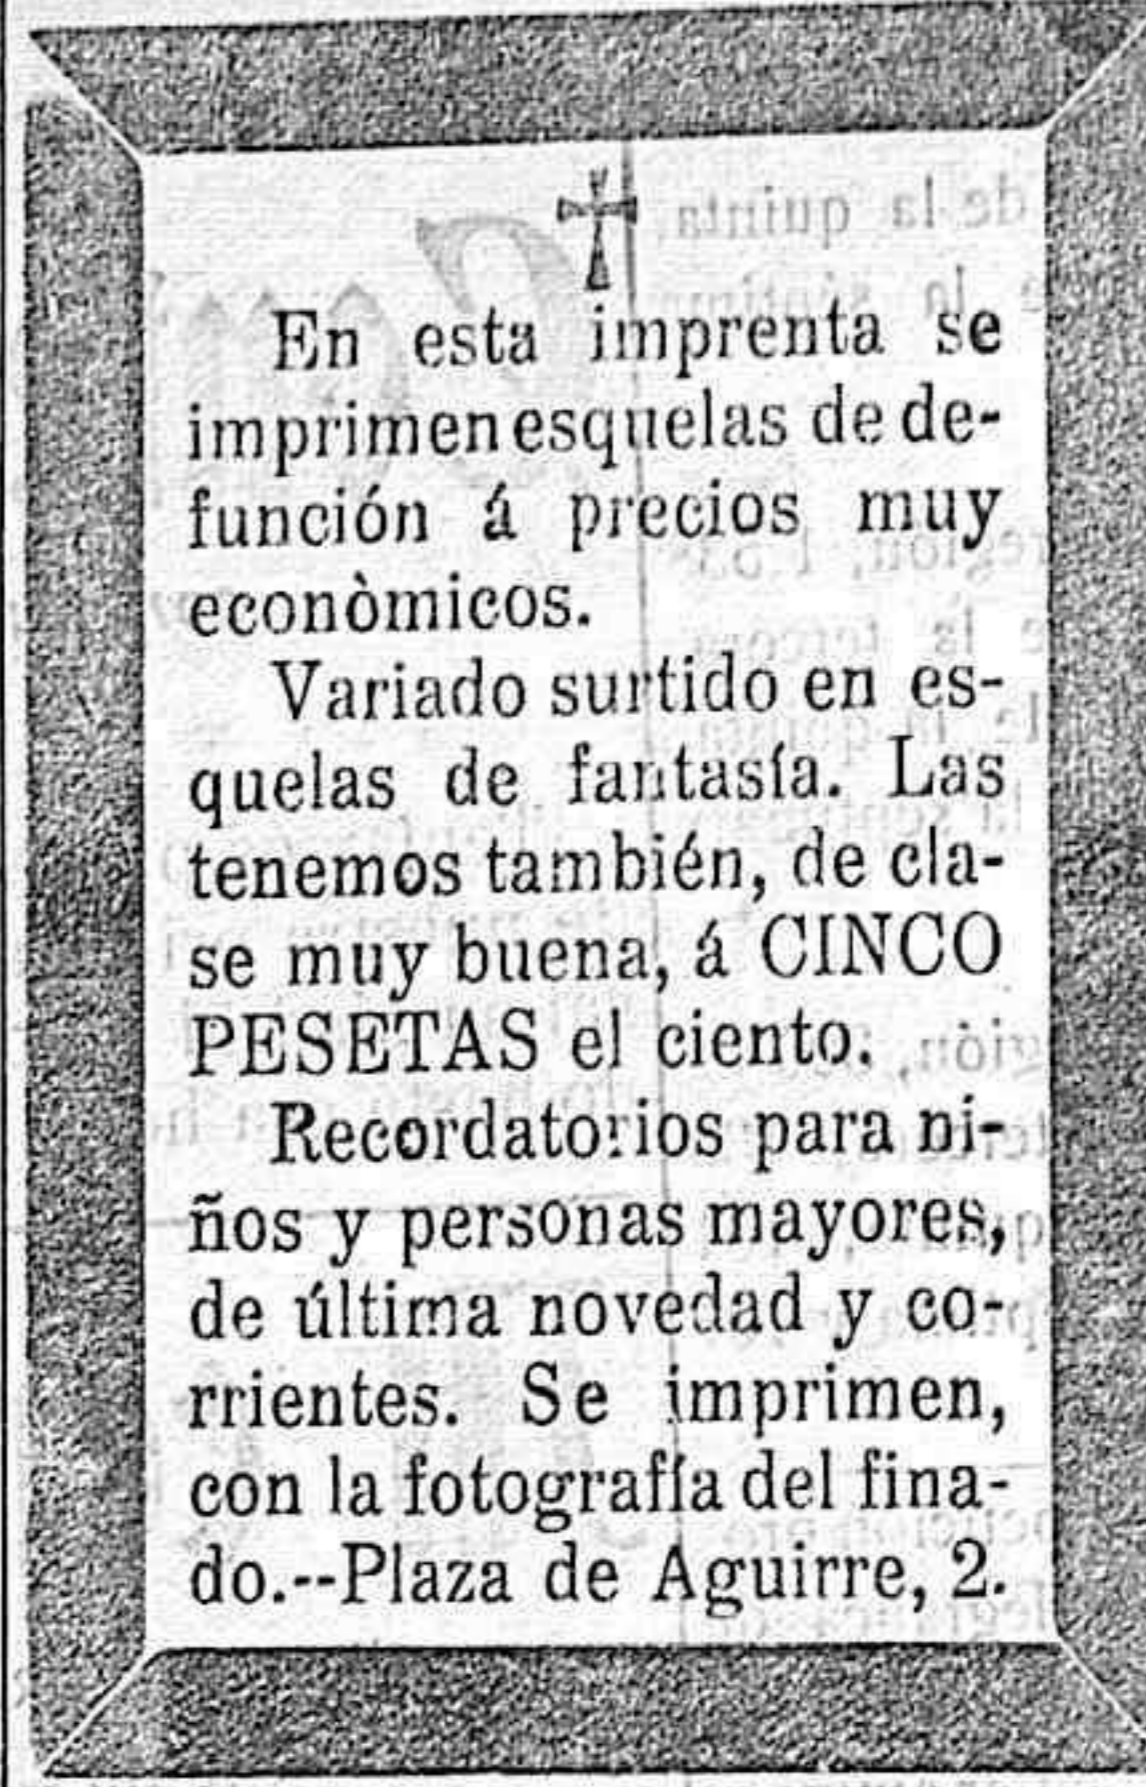 En esta imprenta se
imprimen esquelas de de-
función á precios muy
econòmicos.
Variado surtido en es-
quelas de fantasía. Las
tenemos también, de cla-
se muy buena, á CINCO
PESETAS el ciento.
Recordatorios para ni-
ños y personas mayores,
de última novedad y co-
rrientes. Se imprimen,
con la fotografía del fina-
do.--Plaza de Aguirre, 2.